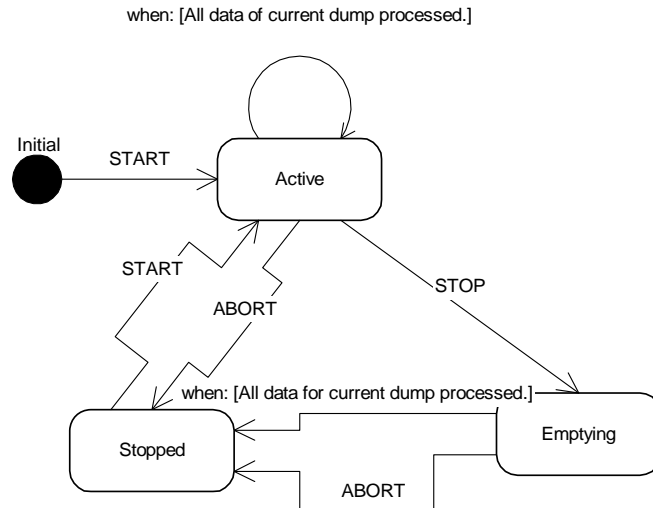 when: [All data of current dump processed.]
Initial
START
Active
START
STOP
ABORT
when: [All data for current dump processed.]
Stopped
Emptying
ABORT